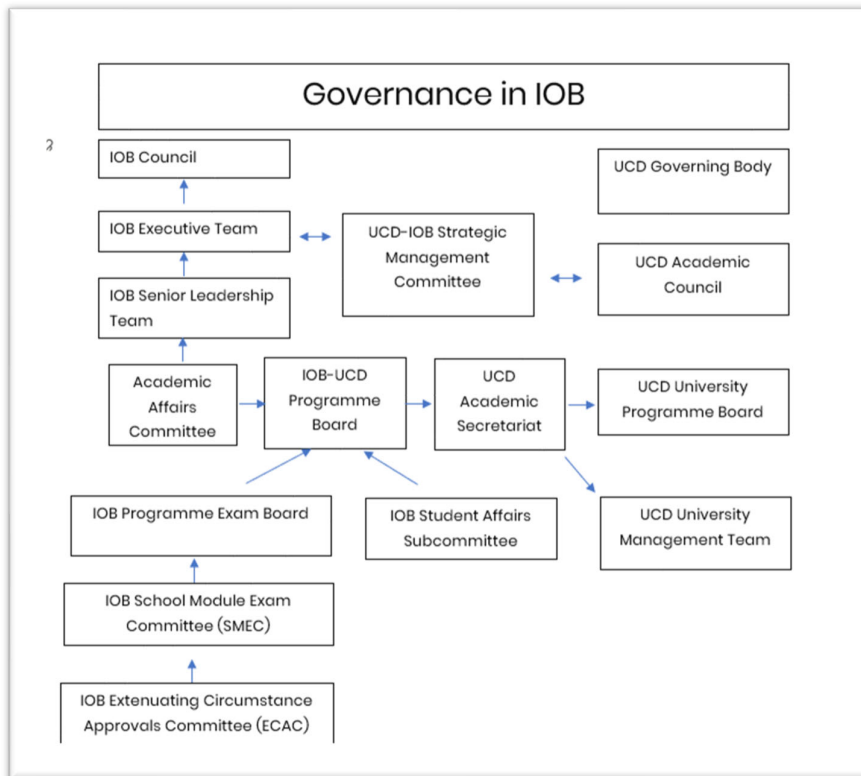 Governance in IOB
IOB Council
UCD Governing Body
IOB Executive Team
UCD-IOB Strategic
Management
Committee
UCD Academic
Council
IOB Senior Leadership
Team
Academic
Affairs
Committee
IOB-UCD
Programme
Board
UCD
Academic
Secretariat
UCD University
Programme Board
IOB Programme Exam Board
IOB Student Affairs
Subcommittee
UCD University
Management Team
IOB School Module Exam
Committee (SMEC)
IOB Extenuating Circumstance
Approvals Committee (ECAC)